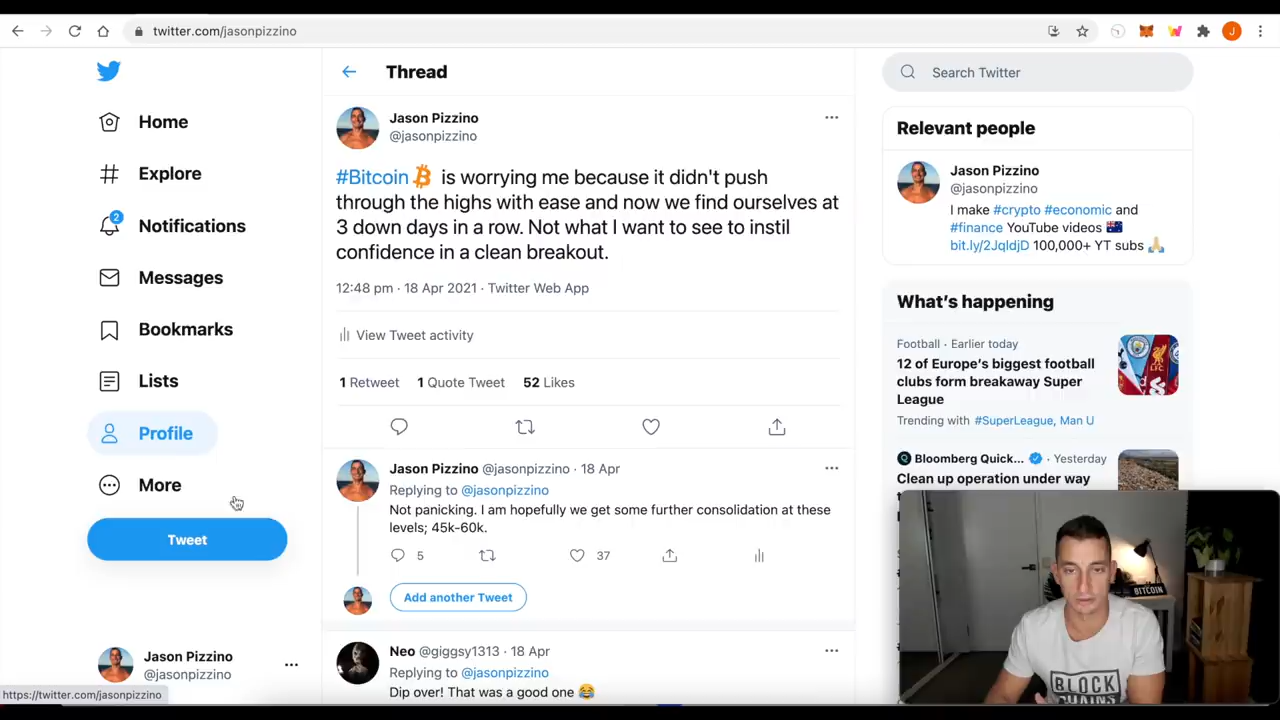 twitter.com/jasonpizzino
J
Home
Explore
2
Notifications
Messages
Bookmarks
Lists
Profile
More
Tweet
Jason Pizzino
@jasonpizzino
https://twitter.com/jasonpizzino
Thread
Jason Pizzino
@jasonpizzino
#Bitcoin is worrying me because it didn't push
through the highs with ease and now we find ourselves at
3 down days in a row. Not what I want to see to instil
confidence in a clean breakout.
12:48 pm · 18 Apr 2021 · Twitter Web App
View Tweet activity
1 Retweet 1 Quote Tweet 52 Likes
Jason Pizzino @jasonpizzino · 18 Apr
Replying to @jasonpizzino
Not panicking. I am hopefully we get some further consolidation at these
levels; 45k-60k.
5 37
Add another Tweet
Neo @giggsy1313 · 18 Apr
Replying to @jasonpizzino
Dip over! That was a good one 😂
Search Twitter
Relevant people
Jason Pizzino
@jasonpizzino
I make #crypto #economic and
#finance YouTube videos 🇦🇺
bit.ly/2JqldjD 100,000+ YT subs 🙏🏼
What's happening
Football · Earlier today
12 of Europe's biggest football
clubs form breakaway Super
League
Trending with #SuperLeague, Man U
Bloomberg Quick... · Yesterday
Clean up operation under way
BITCOIN
BLOCK